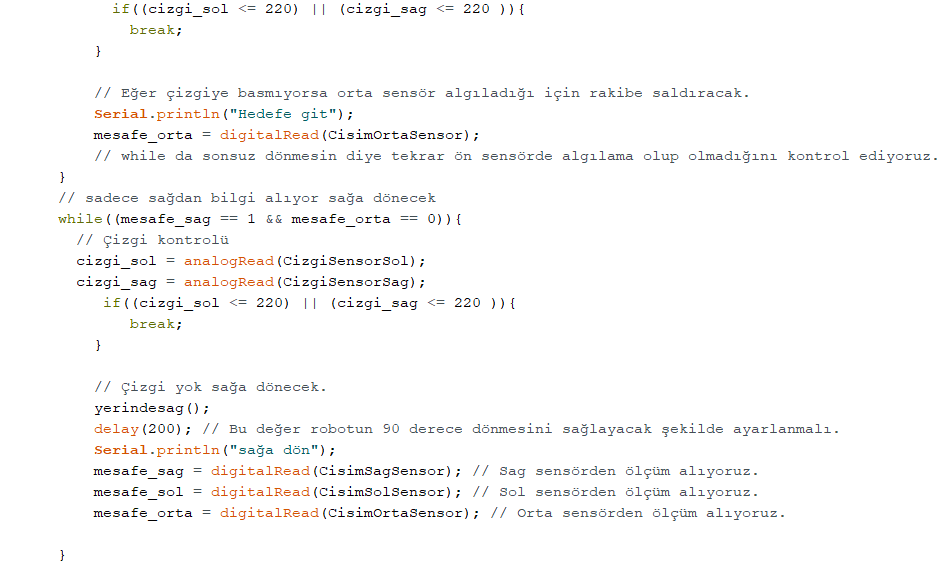 if((cizgi_sol <= 220) || (cizgi_sag <= 220 )){
break;
}
// Eğer çizgiye basmıyorsa orta sensör algıladığı için rakibe saldıracak.
Serial.println("Hedefe git");
mesafe_orta = digitalRead(CisimOrtaSensor);
// while da sonsuz dönmesin diye tekrar ön sensörde algılama olup olmadığını kontrol ediyoruz.
}
// sadece sağdan bilgi alıyor sağa dönecek
while((mesafe_sag == 1 && mesafe_orta == 0)){
// Çizgi kontrolü
cizgi_sol = analogRead(CizgiSensorSol);
cizgi_sag = analogRead(CizgiSensorSag);
if((cizgi_sol <= 220) || (cizgi_sag <= 220 )){
break;
}
// Çizgi yok sağa dönecek.
yerindesag();
delay(200); // Bu değer robotun 90 derece dönmesini sağlayacak şekilde ayarlanmalı.
Serial.println("sağa dön");
mesafe_sag = digitalRead(CisimSagSensor); // Sag sensörden ölçüm alıyoruz.
mesafe_sol = digitalRead(CisimSolSensor); // Sol sensörden ölçüm alıyoruz.
mesafe_orta = digitalRead(CisimOrtaSensor); // Orta sensörden ölçüm alıyoruz.
}